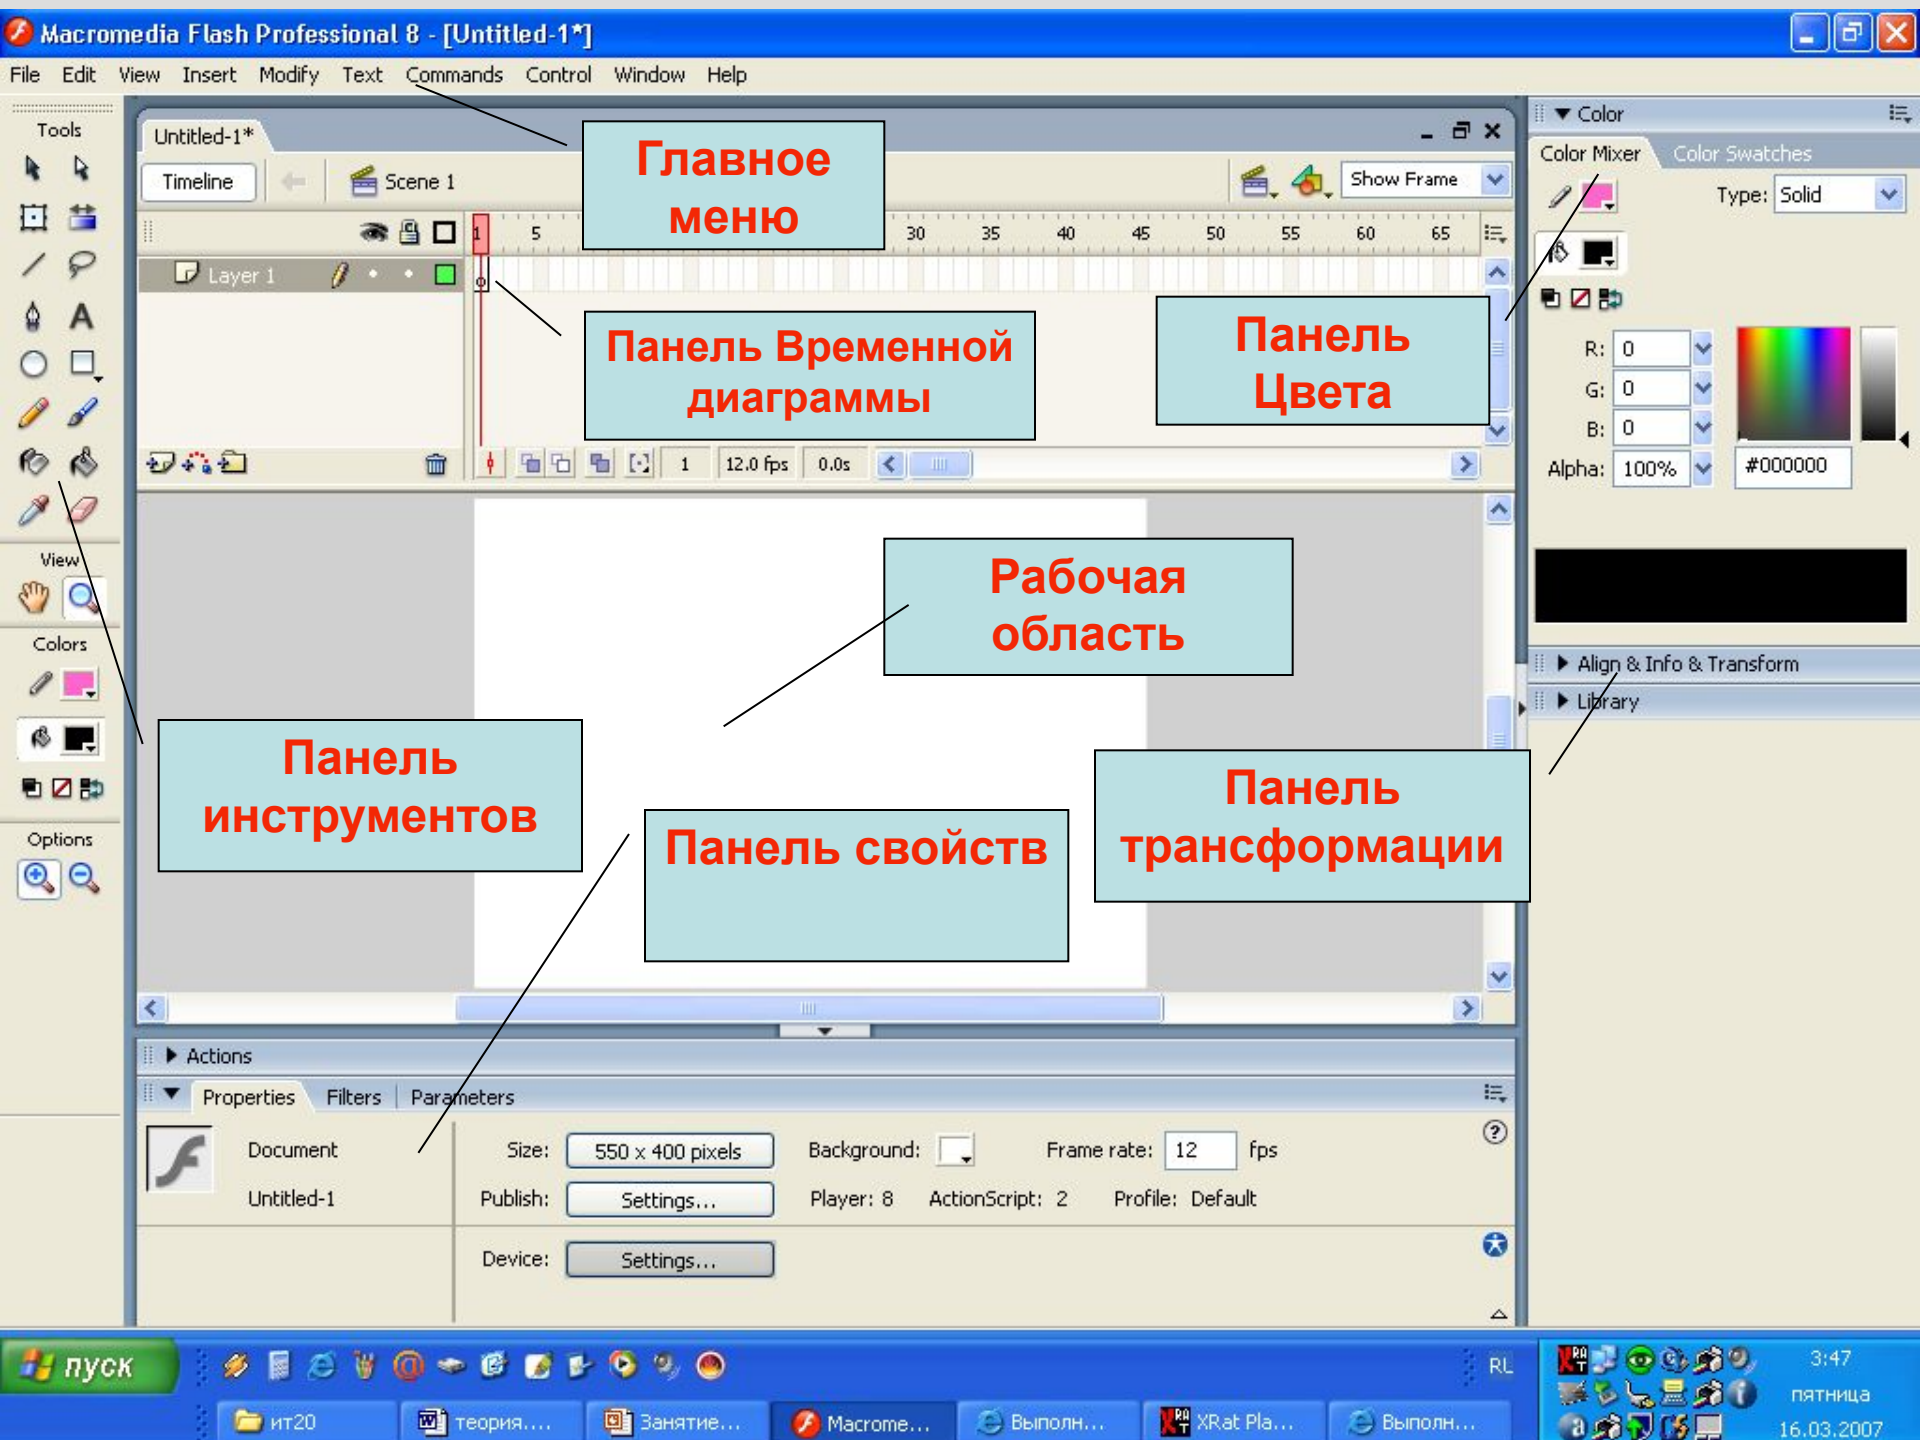 Macromedia Flash Professional 8 - [Untitled-1*]
File Edit View Insert Modify Text Commands Control Window Help
Tools
Untitled-1*
Timeline
Scene 1
Show Frame
1 5 30 35 40 45 50 55 60 65
Layer 1
Главное
меню
Панель Временной
диаграммы
Панель
Цвета
1 12.0 fps 0.0s
Color
Color Mixer Color Swatches
Type: Solid
R: 0
G: 0
B: 0
Alpha: 100%
#000000
Align & Info & Transform
Library
View
Colors
Options
Рабочая
область
Панель
инструментов
Панель свойств
Панель
трансформации
Actions
Properties Filters Parameters
Document
Untitled-1
Size: 550 x 400 pixels Background: Frame rate: 12 fps
Publish: Settings... Player: 8 ActionScript: 2 Profile: Default
Device: Settings...
пуск
RL
3:47
пятница
16.03.2007
ит20
теория....
Занятие...
Macrome...
Выполн...
XRat Pla...
Выполн...